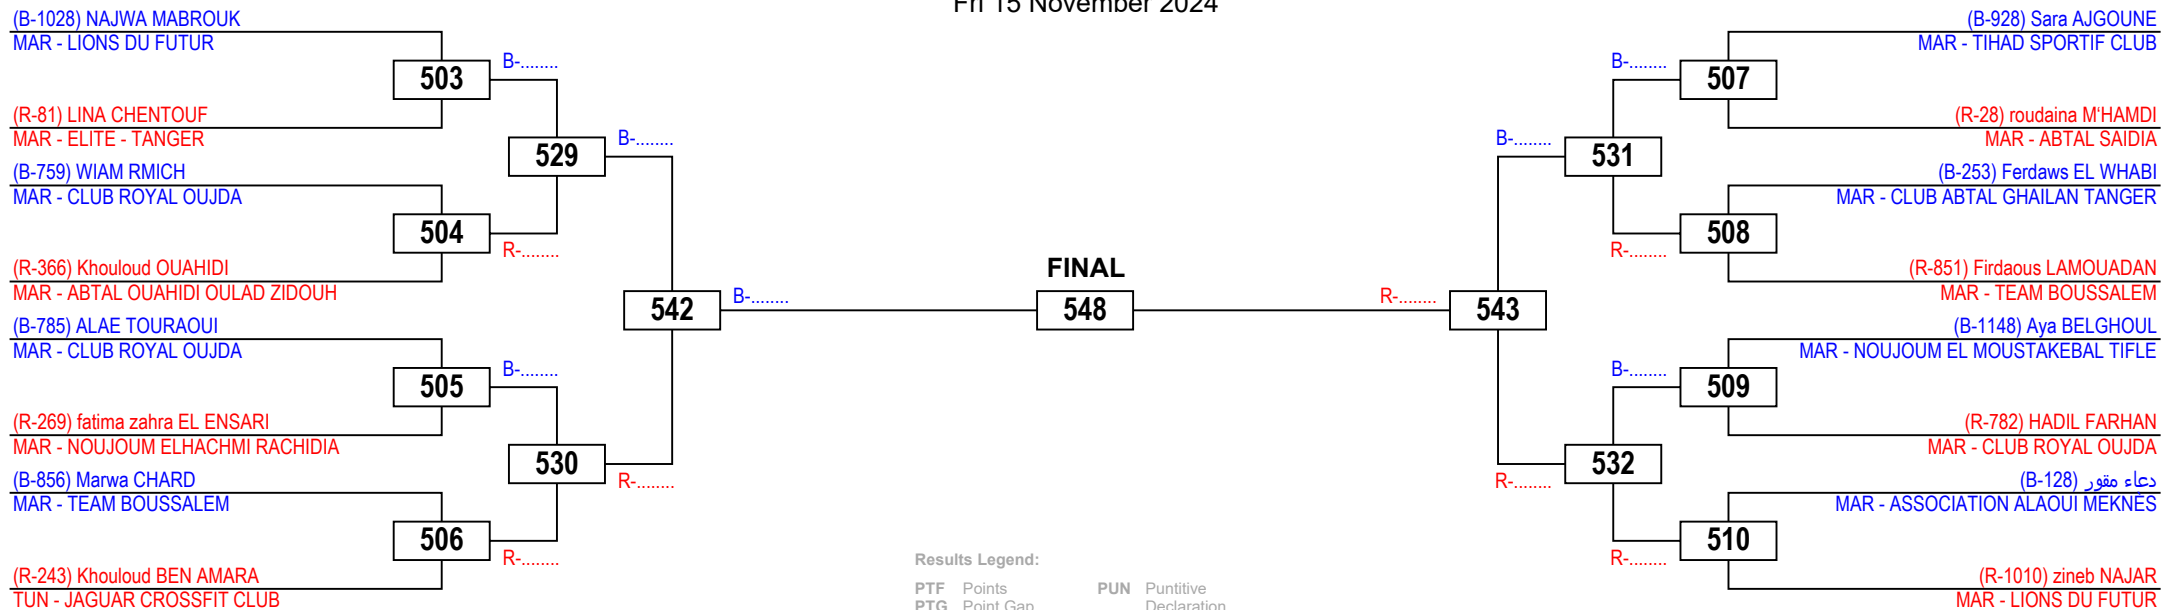 Fri 15 November 2024
(B-1028) NAJWA MABROUK
MAR - LIONS DU FUTUR
503
B-........
(R-81) LINA CHENTOUF
MAR - ELITE - TANGER
529
B-........
(B-759) WIAM RMICH
MAR - CLUB ROYAL OUJDA
504
R-........
(R-366) Khouloud OUAHIDI
MAR - ABTAL OUAHIDI OULAD ZIDOUH
542
B-........
(B-785) ALAE TOURAOUI
MAR - CLUB ROYAL OUJDA
505
B-........
(R-269) fatima zahra EL ENSARI
MAR - NOUJOUM ELHACHMI RACHIDIA
530
R-........
(B-856) Marwa CHARD
MAR - TEAM BOUSSALEM
506
R-........
(R-243) Khouloud BEN AMARA
TUN - JAGUAR CROSSFIT CLUB
FINAL
548
(B-928) Sara AJGOUNE
MAR - TIHAD SPORTIF CLUB
B-........
507
(R-28) roudaina M'HAMDI
MAR - ABTAL SAIDIA
B-........
531
(B-253) Ferdaws EL WHABI
MAR - CLUB ABTAL GHAILAN TANGER
R-........
508
(R-851) Firdaous LAMOUADAN
MAR - TEAM BOUSSALEM
R-........
543
(B-1148) Aya BELGHOUL
MAR - NOUJOUM EL MOUSTAKEBAL TIFLE
B-........
509
(R-782) HADIL FARHAN
MAR - CLUB ROYAL OUJDA
R-........
532
(B-128) دعاء مقور
MAR - ASSOCIATION ALAOUI MEKNÈS
R-........
510
(R-1010) zineb NAJAR
MAR - LIONS DU FUTUR
Results Legend:
PTF Points PUN Puntitive
PTG Point Gap Declaration